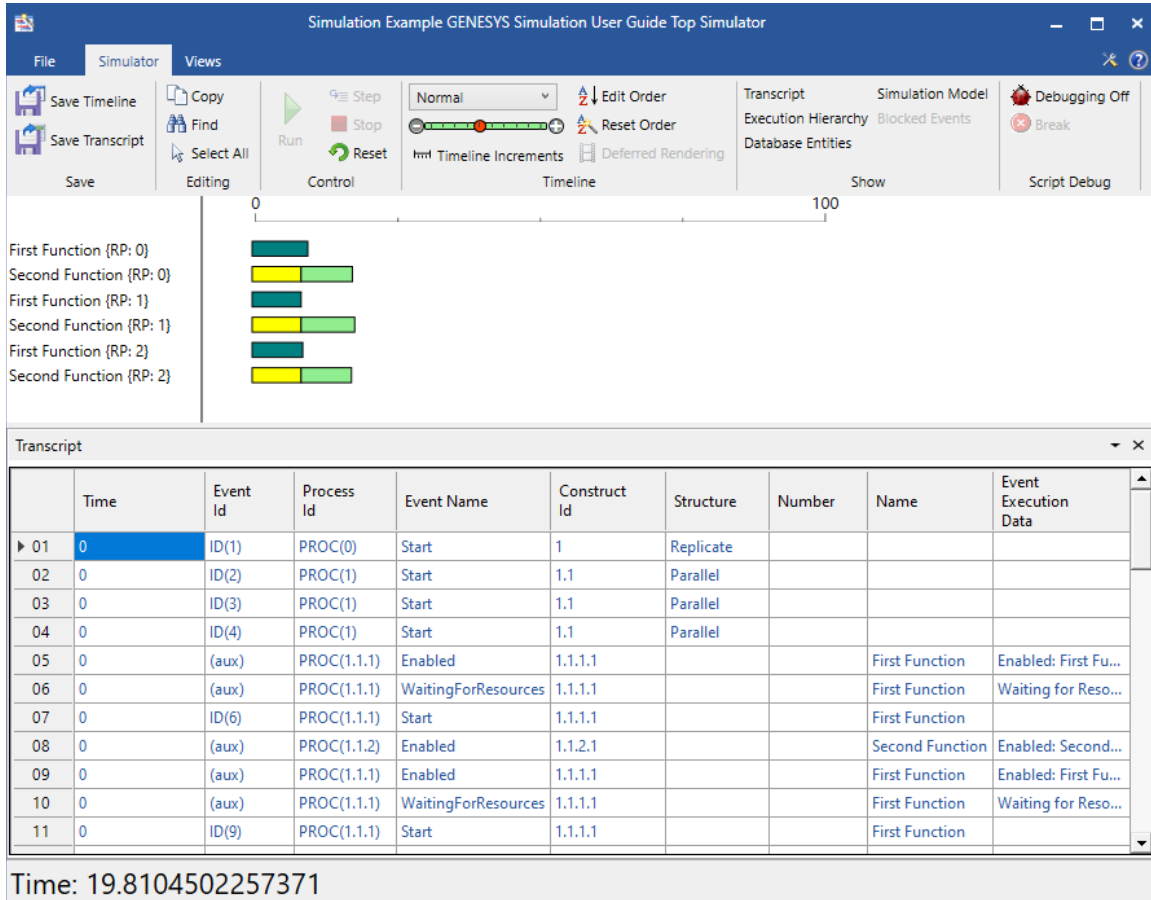 Simulation Example GENESYS Simulation User Guide Top Simulator
File Simulator Views
Save Timeline Copy Run Step Normal Edit Order Transcript Simulation Model Debugging Off
Save Transcript Find Stop Reset Order Execution Hierarchy Blocked Events Break
Select All Reset Timeline Increments Deferred Rendering Database Entities
Save Editing Control Timeline Show Script Debug
0 100
First Function {RP: 0}
Second Function {RP: 0}
First Function {RP: 1}
Second Function {RP: 1}
First Function {RP: 2}
Second Function {RP: 2}
Transcript
Time Event Id Process Id Event Name Construct Id Structure Number Name Event Execution Data
01 0 ID(1) PROC(0) Start 1 Replicate
02 0 ID(2) PROC(1) Start 1.1 Parallel
03 0 ID(3) PROC(1) Start 1.1 Parallel
04 0 ID(4) PROC(1) Start 1.1 Parallel
05 0 (aux) PROC(1.1.1) Enabled 1.1.1.1 First Function Enabled: First Fu...
06 0 (aux) PROC(1.1.1) WaitingForResources 1.1.1.1 First Function Waiting for Reso...
07 0 ID(6) PROC(1.1.1) Start 1.1.1.1 First Function
08 0 (aux) PROC(1.1.2) Enabled 1.1.2.1 Second Function Enabled: Second...
09 0 (aux) PROC(1.1.1) Enabled 1.1.1.1 First Function Enabled: First Fu...
10 0 (aux) PROC(1.1.1) WaitingForResources 1.1.1.1 First Function Waiting for Reso...
11 0 ID(9) PROC(1.1.1) Start 1.1.1.1 First Function
Time: 19.8104502257371